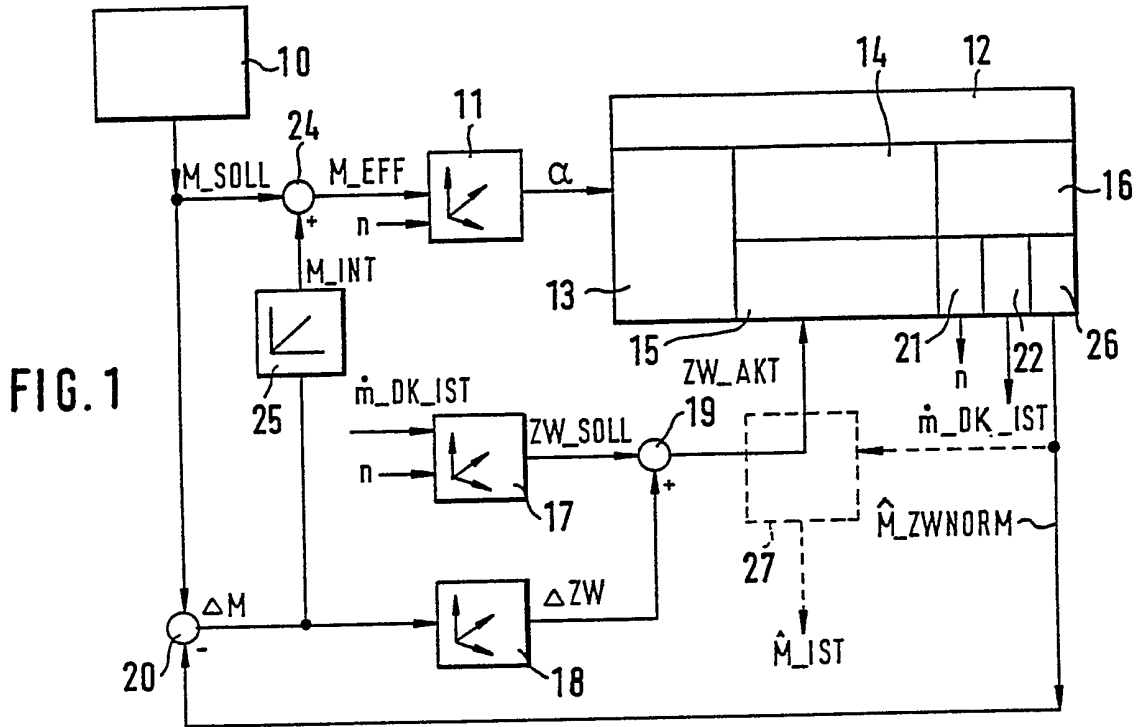 10
12
14
24
11
M_SOLL
M_EFF
α
16
n
+
M_INT
13
15
21
22
26
ZW_AKT
n
FIG. 1
25
ṁ_DK_IST
ZW_SOLL
19
ṁ_DK_IST
n
+
17
M̂_ZWNORM
27
ΔM
ΔZW
20
-
18
M̂_IST